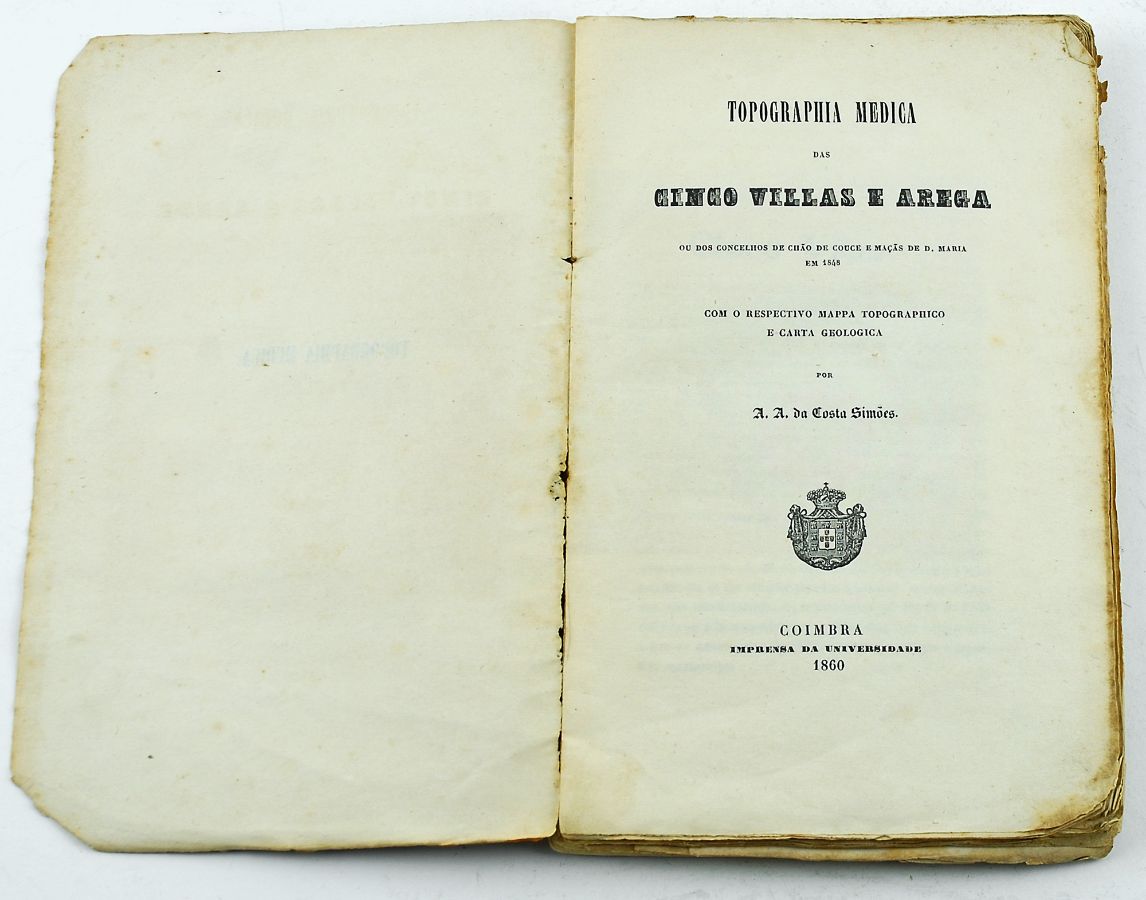 TOPOGRAPHIA MEDICA
DAS
CINCO VILLAS E AREGA
OU DOS CONCELHOS DE CHÃO DE COUCE E MAÇÃS DE D. MARIA
EM 1848
COM O RESPECTIVO MAPPA TOPOGRAPHICO
E CARTA GEOLOGICA
POR
A. A. da Costa Simões.
COIMBRA
IMPRENSA DA UNIVERSIDADE
1860